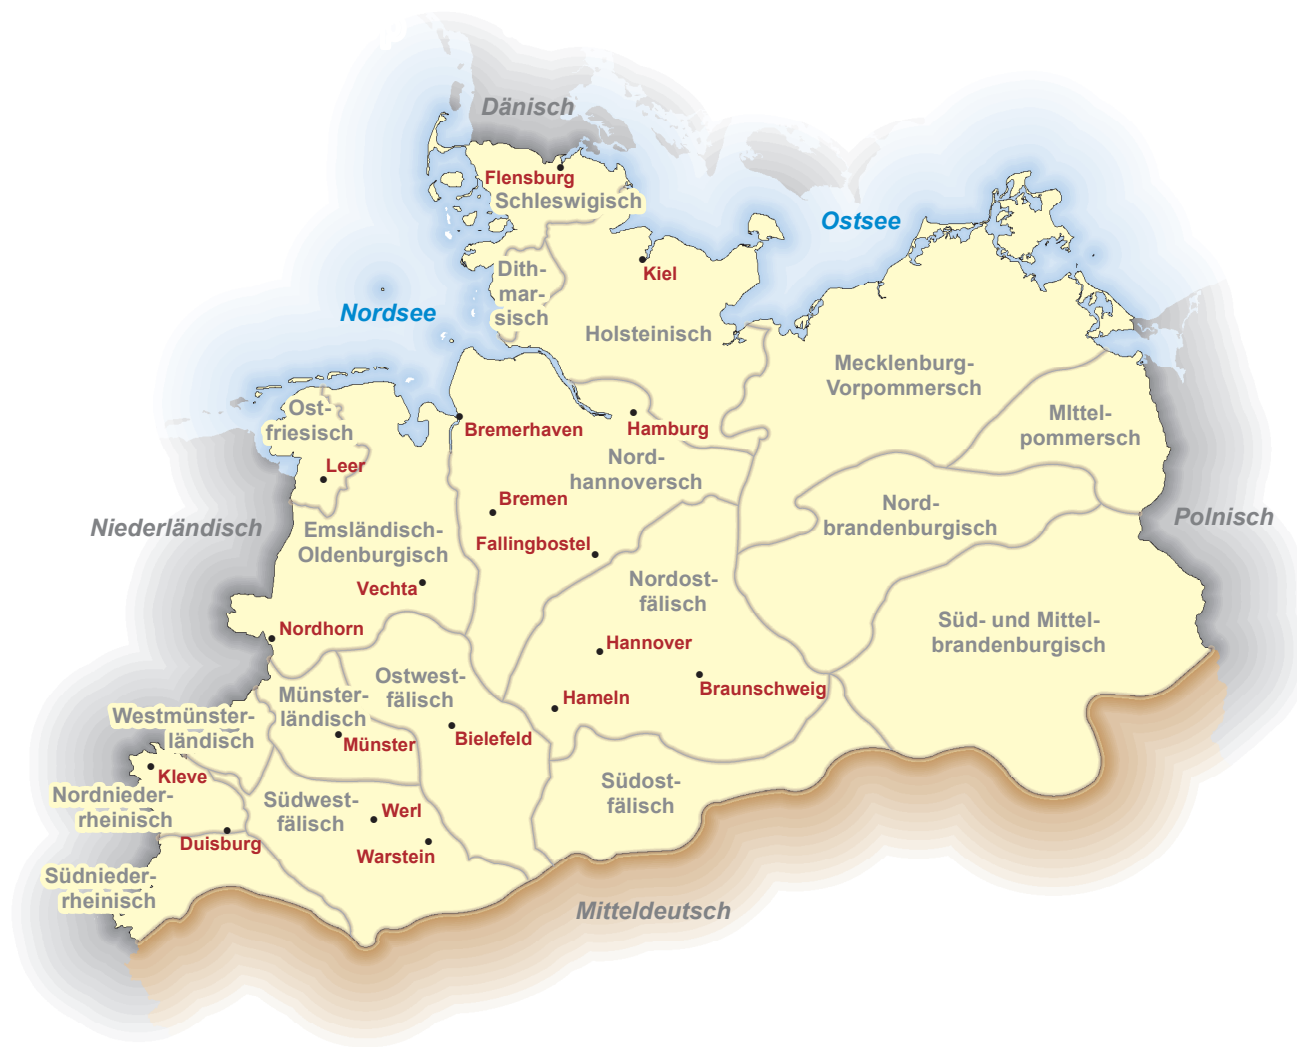 Dänisch
Flensburg
Schleswigisch
Ostsee
Kiel
Dith-
mar-
sisch
Nordsee
Holsteinisch
Mecklenburg-
Vorpommersch
Ost-
friesisch
Bremerhaven
Hamburg
MIttel-
pommersch
Leer
Nord-
hannoversch
Bremen
Nord-
brandenburgisch
Niederländisch
Polnisch
Emsländisch-
Oldenburgisch
Fallingbostel
Vechta
Nordost-
fälisch
Nordhorn
Hannover
Süd- und Mittel-
brandenburgisch
Ostwest-
fälisch
Braunschweig
Münster-
ländisch
Hameln
Westmünster-
ländisch
Münster
Bielefeld
Kleve
Nordnieder-
rheinisch
Südwest-
fälisch
Werl
Südost-
fälisch
Duisburg
Warstein
Südnieder-
rheinisch
Mitteldeutsch